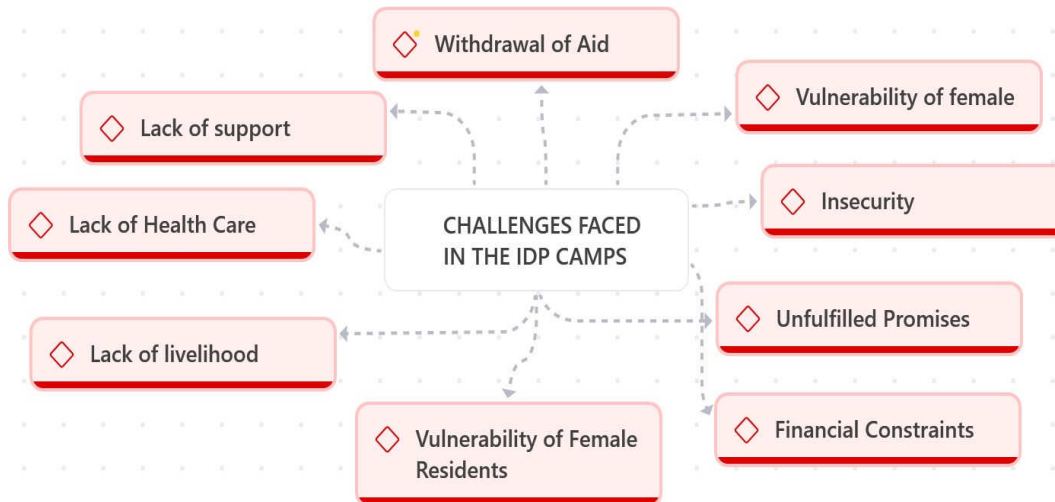 Withdrawal of Aid
Vulnerability of female
Lack of support
Insecurity
Lack of Health Care
CHALLENGES FACED
IN THE IDP CAMPS
Unfulfilled Promises
Lack of livelihood
Financial Constraints
Vulnerability of Female
Residents